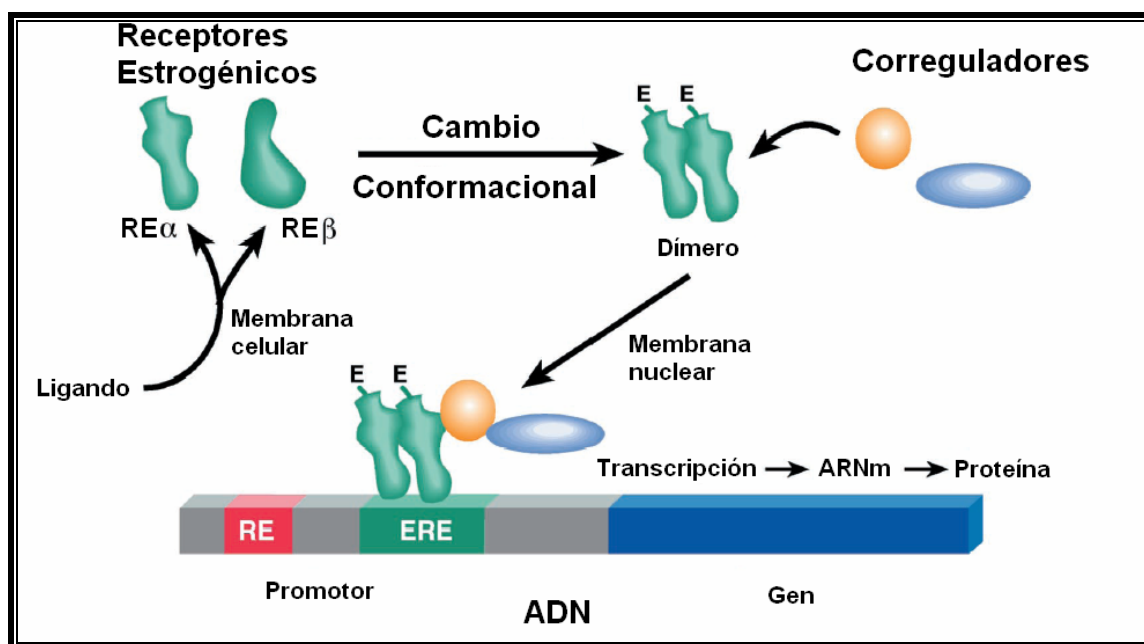 Receptores
Estrogénicos
Correguladores
E E
Cambio
Conformacional
REα REβ
Dímero
Membrana
celular
Membrana
nuclear
Ligando
E E
Transcripción ARNm Proteína
RE ERE
Promotor
Gen
ADN